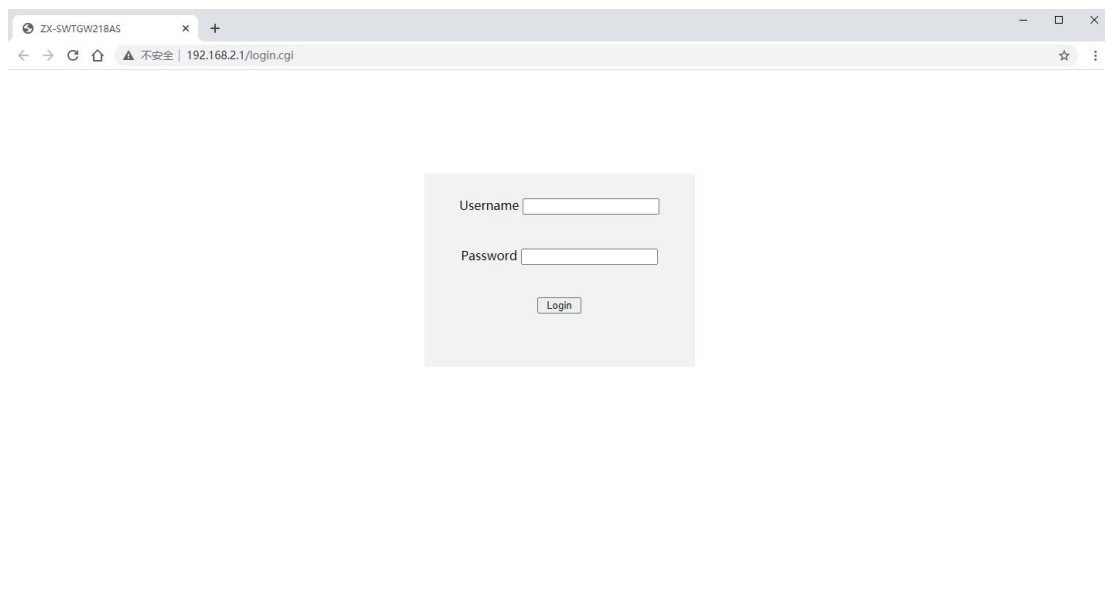 ZX-SWTGW218AS
不安全 192.168.2.1/login.cgi
Username
Password
Login